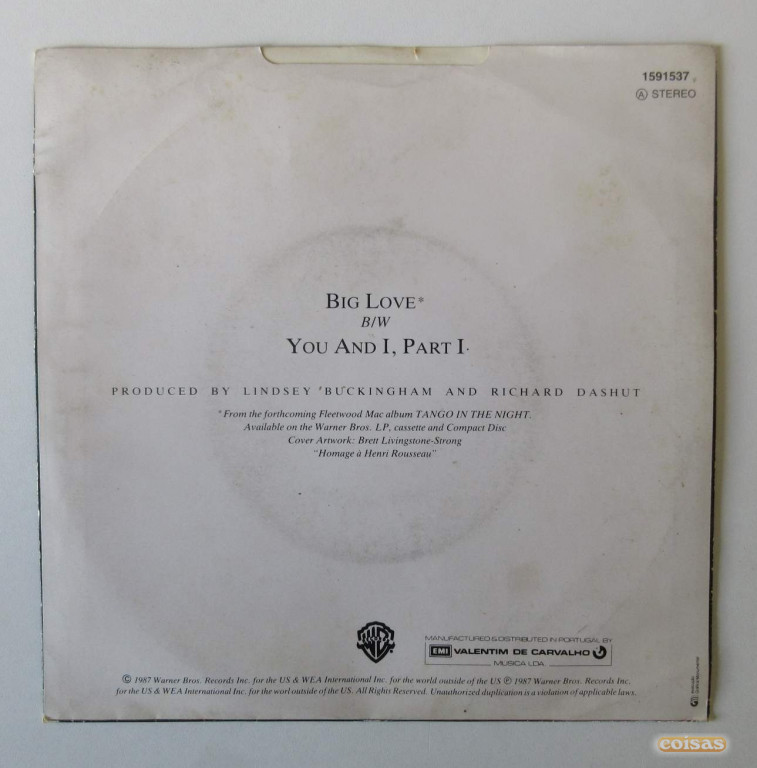 1591537
Ⓐ STEREO
BIG LOVE*
B/W
YOU AND I, PART I
PRODUCED BY LINDSEY BUCKINGHAM AND RICHARD DASHUT
*From the forthcoming Fleetwood Mac album TANGO IN THE NIGHT.
Available on the Warner Bros. LP, cassette and Compact Disc
Cover Artwork: Brett Livingstone-Strong
“Homage à Henri Rousseau”
MANUFACTURED & DISTRIBUTED IN PORTUGAL BY
EMI VALENTIM DE CARVALHO
MUSICA LDA.
© 1987 Warner Bros. Records Inc. for the US & WEA International Inc. for the world outside of the US ℗ 1987 Warner Bros. Records Inc.
for the US & WEA International Inc. for the worl outside of the US. All Rights Reserved. Unauthorized duplication is a violation of applicable laws.
coisas